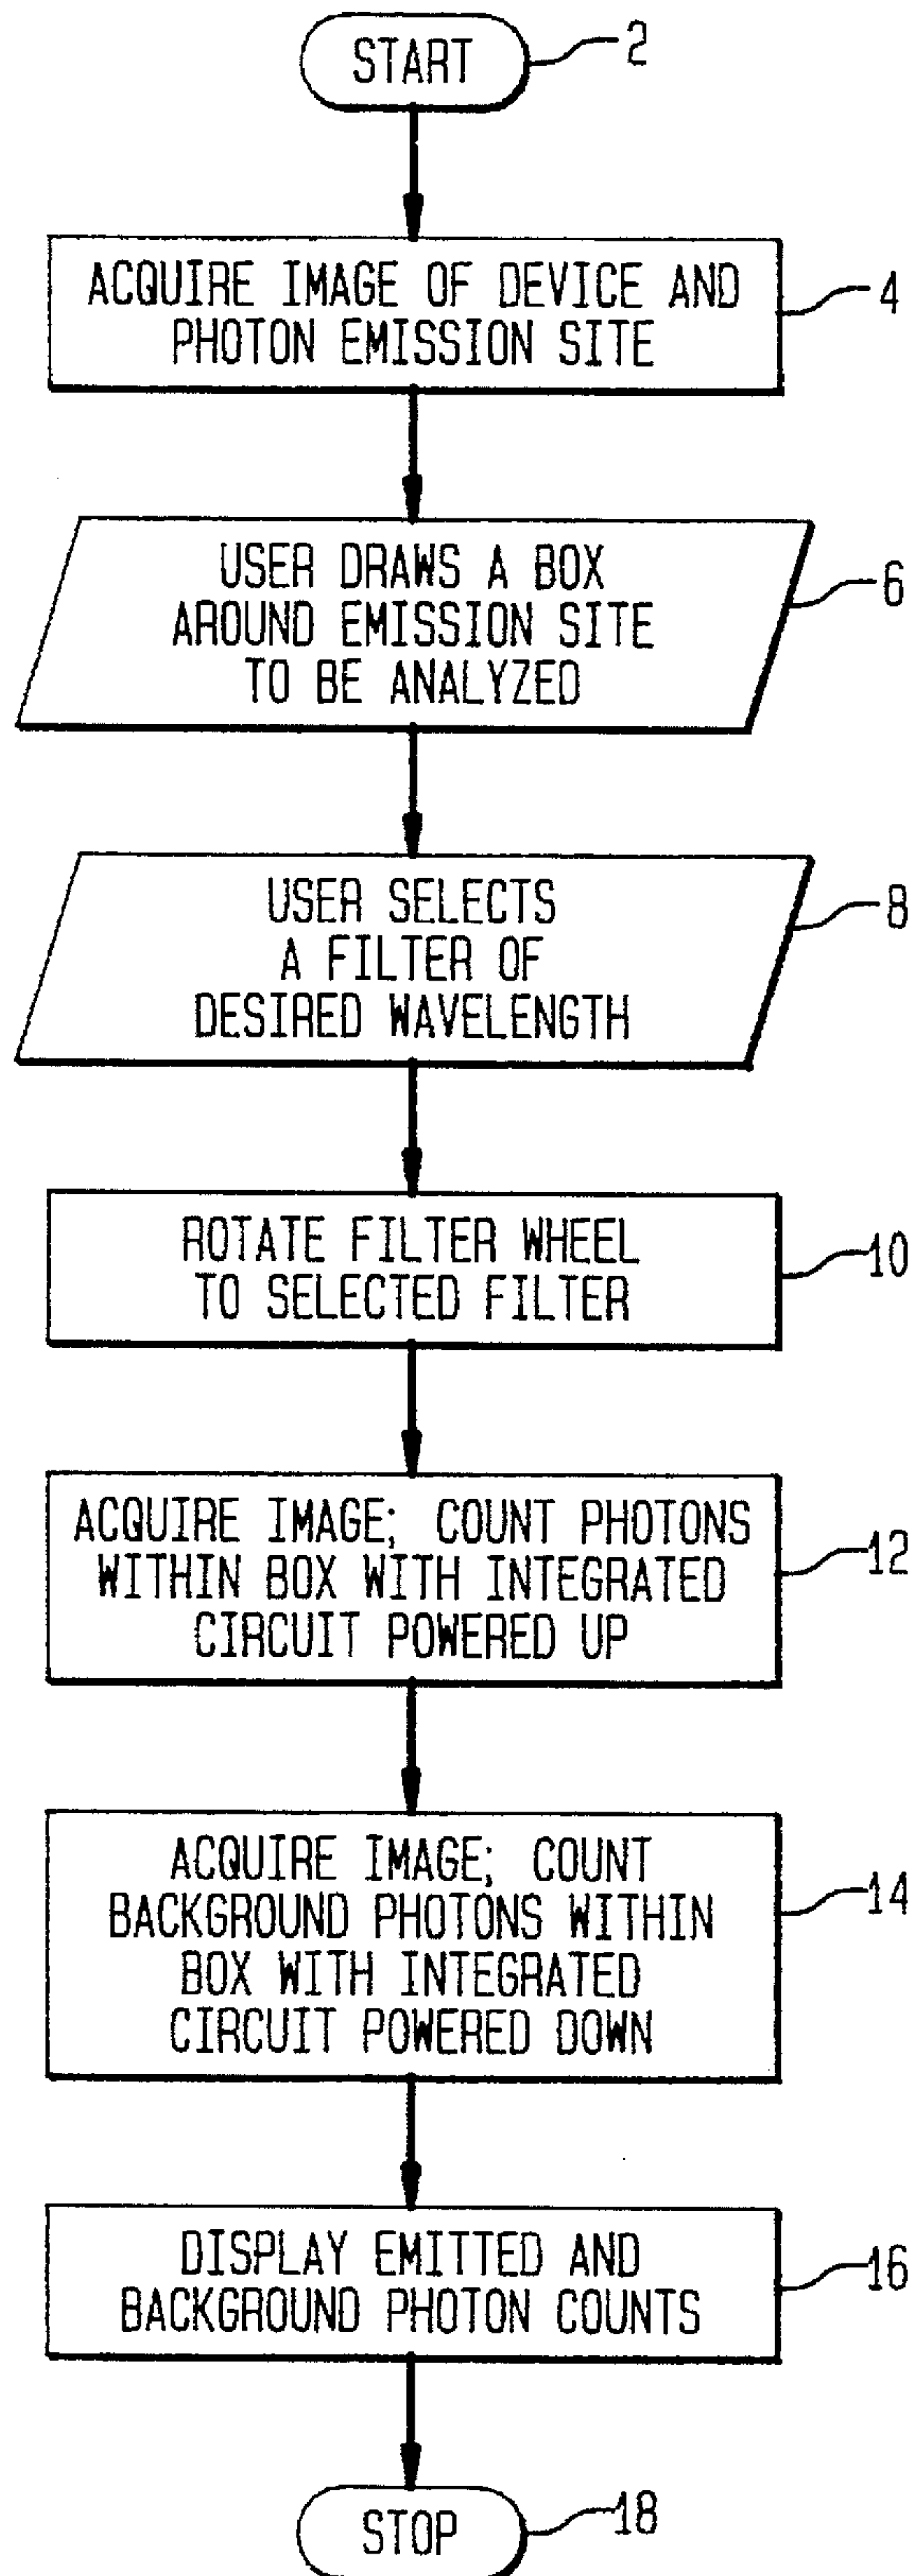 START
2
ACQUIRE IMAGE OF DEVICE AND
PHOTON EMISSION SITE
4
USER DRAWS A BOX
AROUND EMISSION SITE
TO BE ANALYZED
6
USER SELECTS
A FILTER OF
DESIRED WAVELENGTH
8
ROTATE FILTER WHEEL
TO SELECTED FILTER
10
ACQUIRE IMAGE; COUNT PHOTONS
WITHIN BOX WITH INTEGRATED
CIRCUIT POWERED UP
12
ACQUIRE IMAGE; COUNT
BACKGROUND PHOTONS WITHIN
BOX WITH INTEGRATED
CIRCUIT POWERED DOWN
14
DISPLAY EMITTED AND
BACKGROUND PHOTON COUNTS
16
STOP
18